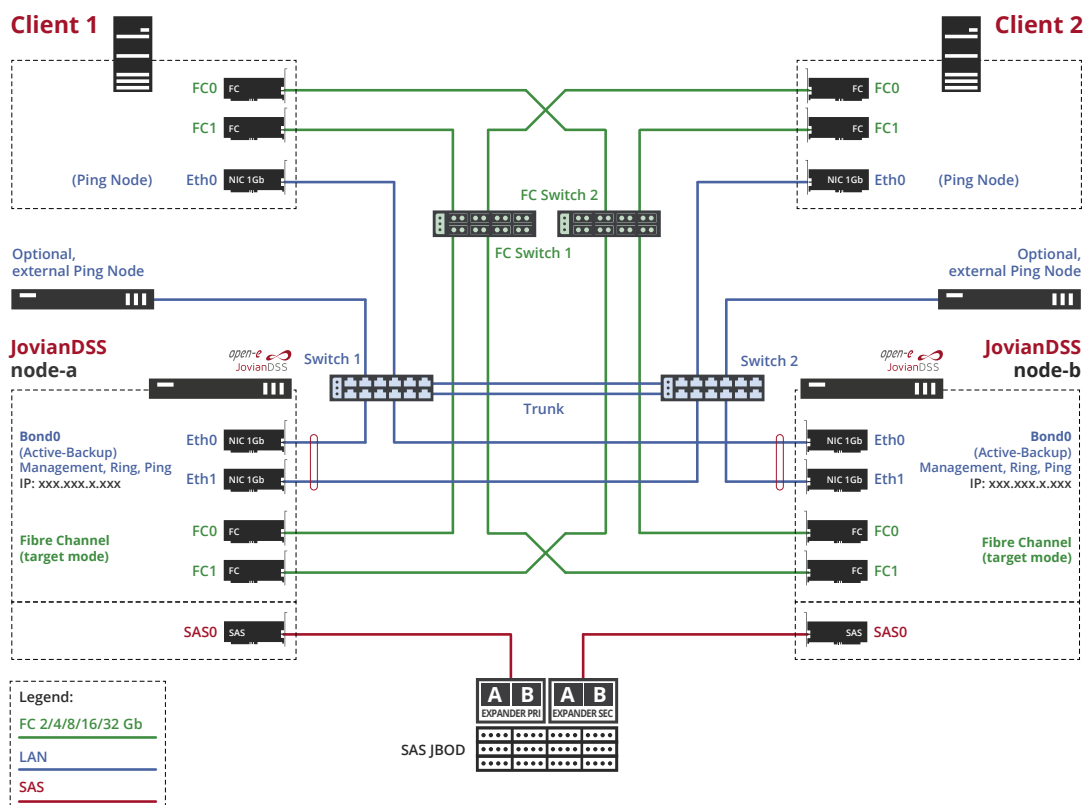 Client 1
Client 2
FC0
FC
FC
FC0
FC1
FC
FC
FC1
(Ping Node)
Eth0
NIC 1Gb
NIC 1Gb
Eth0
(Ping Node)
FC Switch 2
FC Switch 1
Optional,
external Ping Node
Optional,
external Ping Node
JovianDSS
node-a
open-e
JovianDSS
Switch 1
Switch 2
open-e
JovianDSS
JovianDSS
node-b
Trunk
Bond0
(Active-Backup)
Management, Ring, Ping
IP: xxx.xxx.x.xxx
Eth0
NIC 1Gb
Eth1
NIC 1Gb
NIC 1Gb
Eth0
NIC 1Gb
Eth1
Bond0
(Active-Backup)
Management, Ring, Ping
IP: xxx.xxx.x.xxx
Fibre Channel
(target mode)
FC0
FC
FC1
FC
FC
FC0
FC
FC1
Fibre Channel
(target mode)
SAS0
SAS
SAS
SAS0
A B
A B
EXPANDER PRI
EXPANDER SEC
SAS JBOD
Legend:
FC 2/4/8/16/32 Gb
LAN
SAS